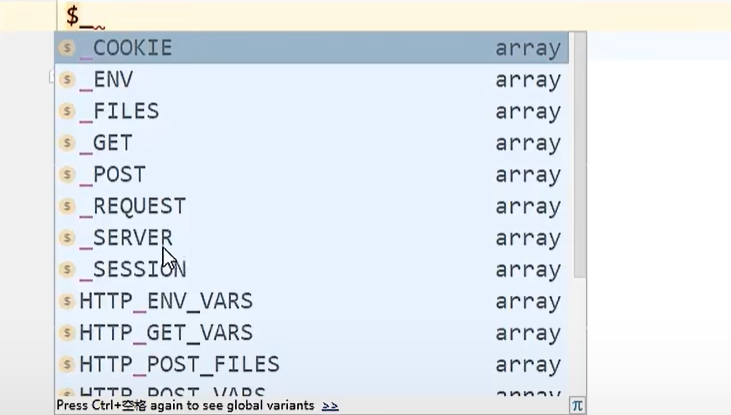 $_
_COOKIE array
_ENV array
_FILES array
_GET array
_POST array
_REQUEST array
_SERVER array
_SESSION array
HTTP_ENV_VARS array
HTTP_GET_VARS array
HTTP_POST_FILES array
HTTP_POST_VARS array
Press Ctrl+空格 again to see global variants >> π